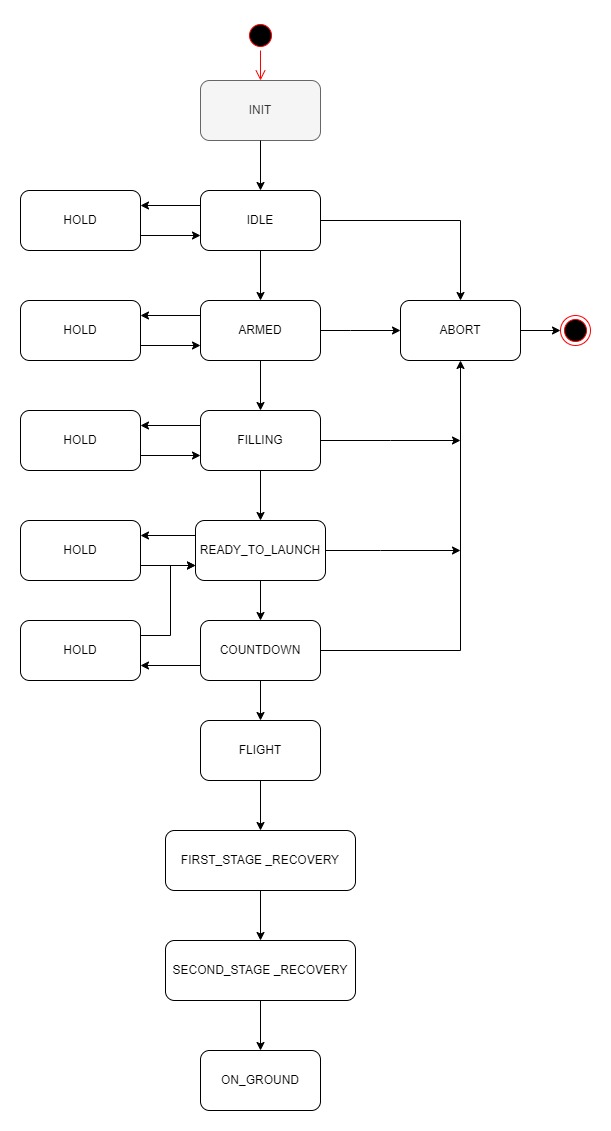 INIT
HOLD
IDLE
HOLD
ARMED
ABORT
HOLD
FILLING
HOLD
READY_TO_LAUNCH
HOLD
COUNTDOWN
FLIGHT
FIRST_STAGE _RECOVERY
SECOND_STAGE _RECOVERY
ON_GROUND